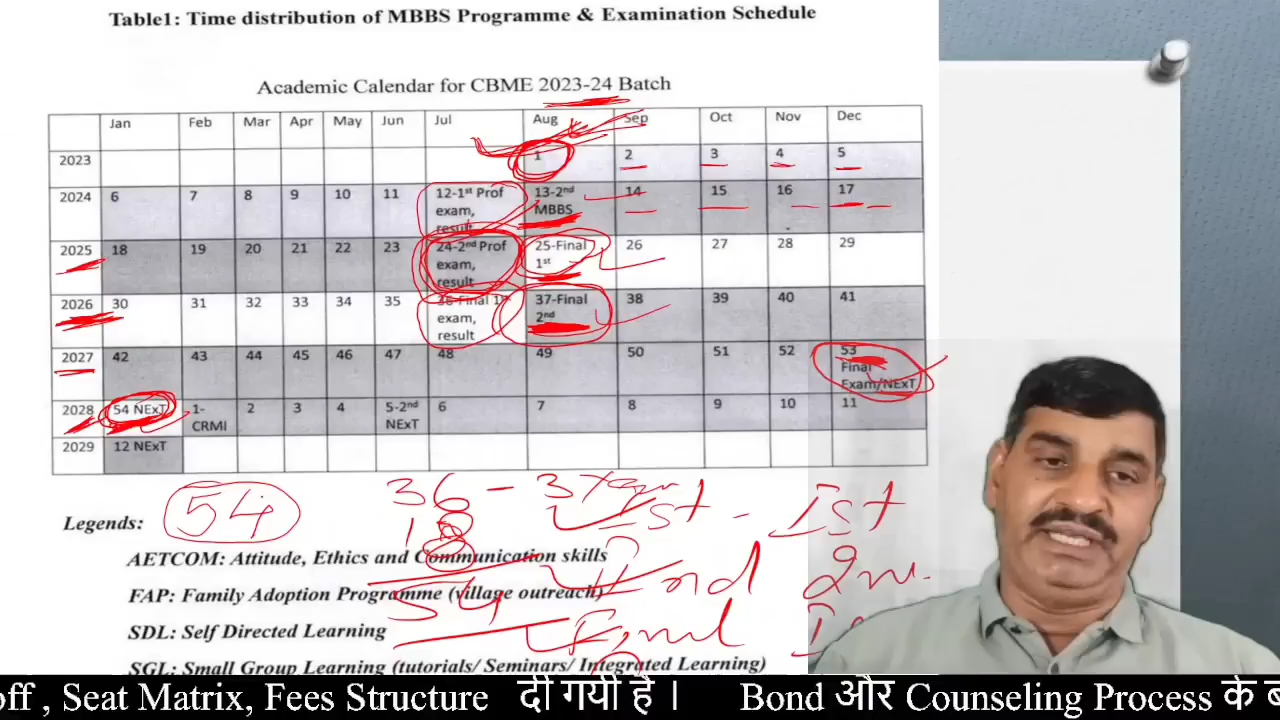 Table1: Time distribution of MBBS Programme & Examination Schedule
Academic Calendar for CBME 2023-24 Batch
Jan Feb Mar Apr May Jun Jul Aug Sep Oct Nov Dec
2023 1 2 3 4 5
2024 6 7 8 9 10 11 12-1st Prof exam, result 13-2nd MBBS 14 15 16 17
2025 18 19 20 21 22 23 24-2nd Prof exam, result 25-Final 1st 26 27 28 29
2026 30 31 32 33 34 35 36-Final 1st exam, result 37-Final 2nd 38 39 40 41
2027 42 43 44 45 46 47 48 49 50 51 52 53 Final Exam/NExT
2028 54 NExT 1-CRMI 2 3 4 5-2nd NExT 6 7 8 9 10 11
2029 12 NExT
54
36 - 3
Ist - Ist
18
54
IInd
Final
Legends:
AETCOM: Attitude, Ethics and Communication skills
FAP: Family Adoption Programme (village outreach)
SDL: Self Directed Learning
SGL: Small Group Learning (tutorials/ Seminars/ Integrated Learning)
off , Seat Matrix, Fees Structure दी गयी है । Bond और Counseling Process के